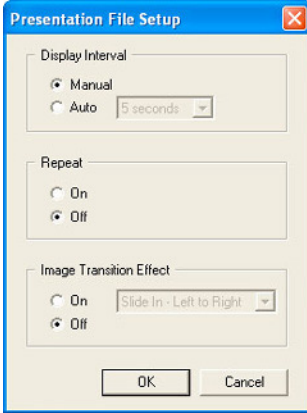 Presentation File Setup
Display Interval
Manual
Auto 5 seconds
Repeat
On
Off
Image Transition Effect
On Slide In - Left to Right
Off
OK Cancel